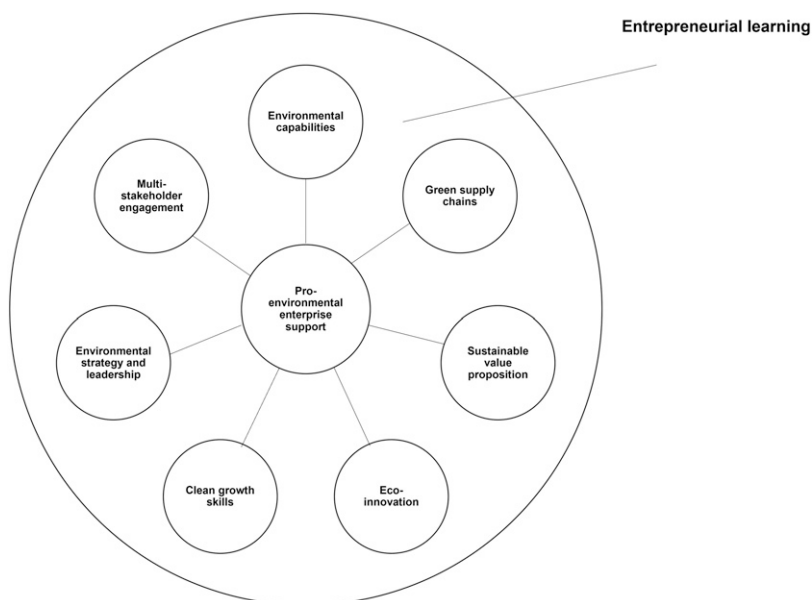 Entrepreneurial learning
Environmental
capabilities
Multi-
stakeholder
engagement
Green supply
chains
Pro-
environmental
enterprise
support
Environmental
strategy and
leadership
Sustainable
value
proposition
Clean growth
skills
Eco-
innovation